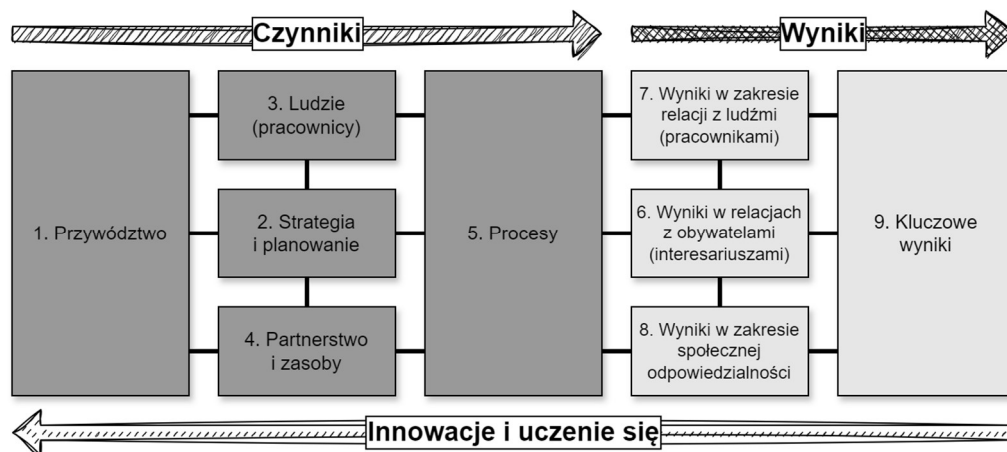 Czynniki
Wyniki
1. Przywództwo
3. Ludzie
(pracownicy)
2. Strategia
i planowanie
4. Partnerstwo
i zasoby
5. Procesy
7. Wyniki w zakresie
relacji z ludźmi
(pracownikami)
6. Wyniki w relacjach
z obywatelami
(interesariuszami)
8. Wyniki w zakresie
społecznej
odpowiedzialności
9. Kluczowe
wyniki
Innowacje i uczenie się